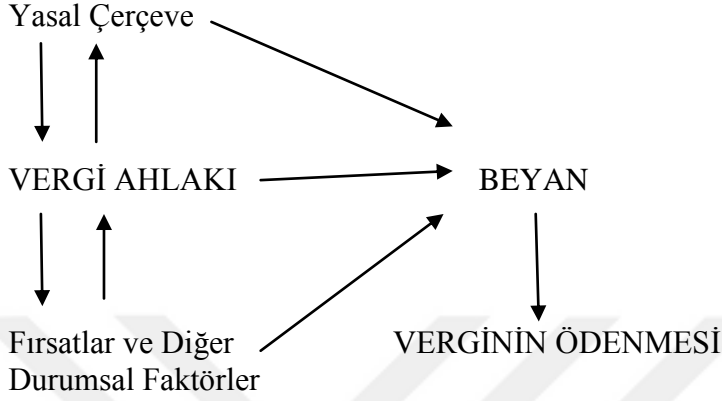 Yasal Çerçeve
VERGİ AHLAKI
BEYAN
Fırsatlar ve Diğer
Durumsal Faktörler
VERGİNİN ÖDENMESİ